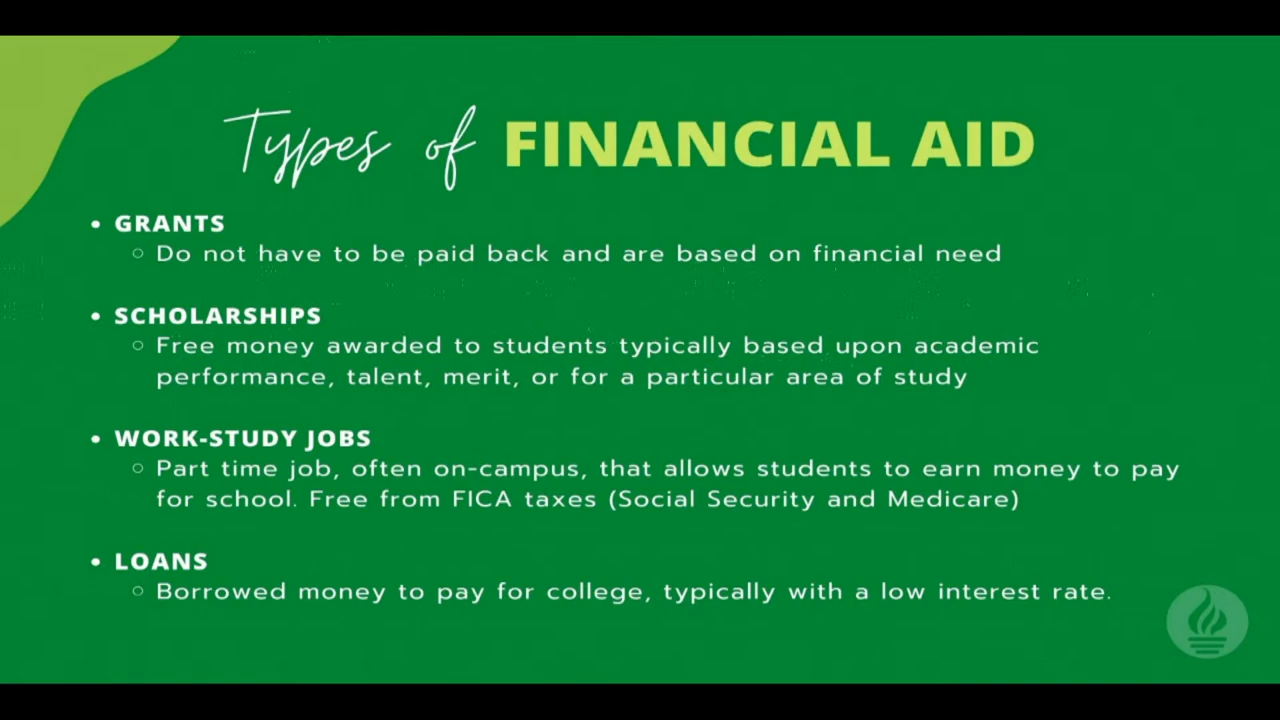 Types of FINANCIAL AID
• GRANTS
○ Do not have to be paid back and are based on financial need
• SCHOLARSHIPS
○ Free money awarded to students typically based upon academic
performance, talent, merit, or for a particular area of study
• WORK-STUDY JOBS
○ Part time job, often on-campus, that allows students to earn money to pay
for school. Free from FICA taxes (Social Security and Medicare)
• LOANS
○ Borrowed money to pay for college, typically with a low interest rate.